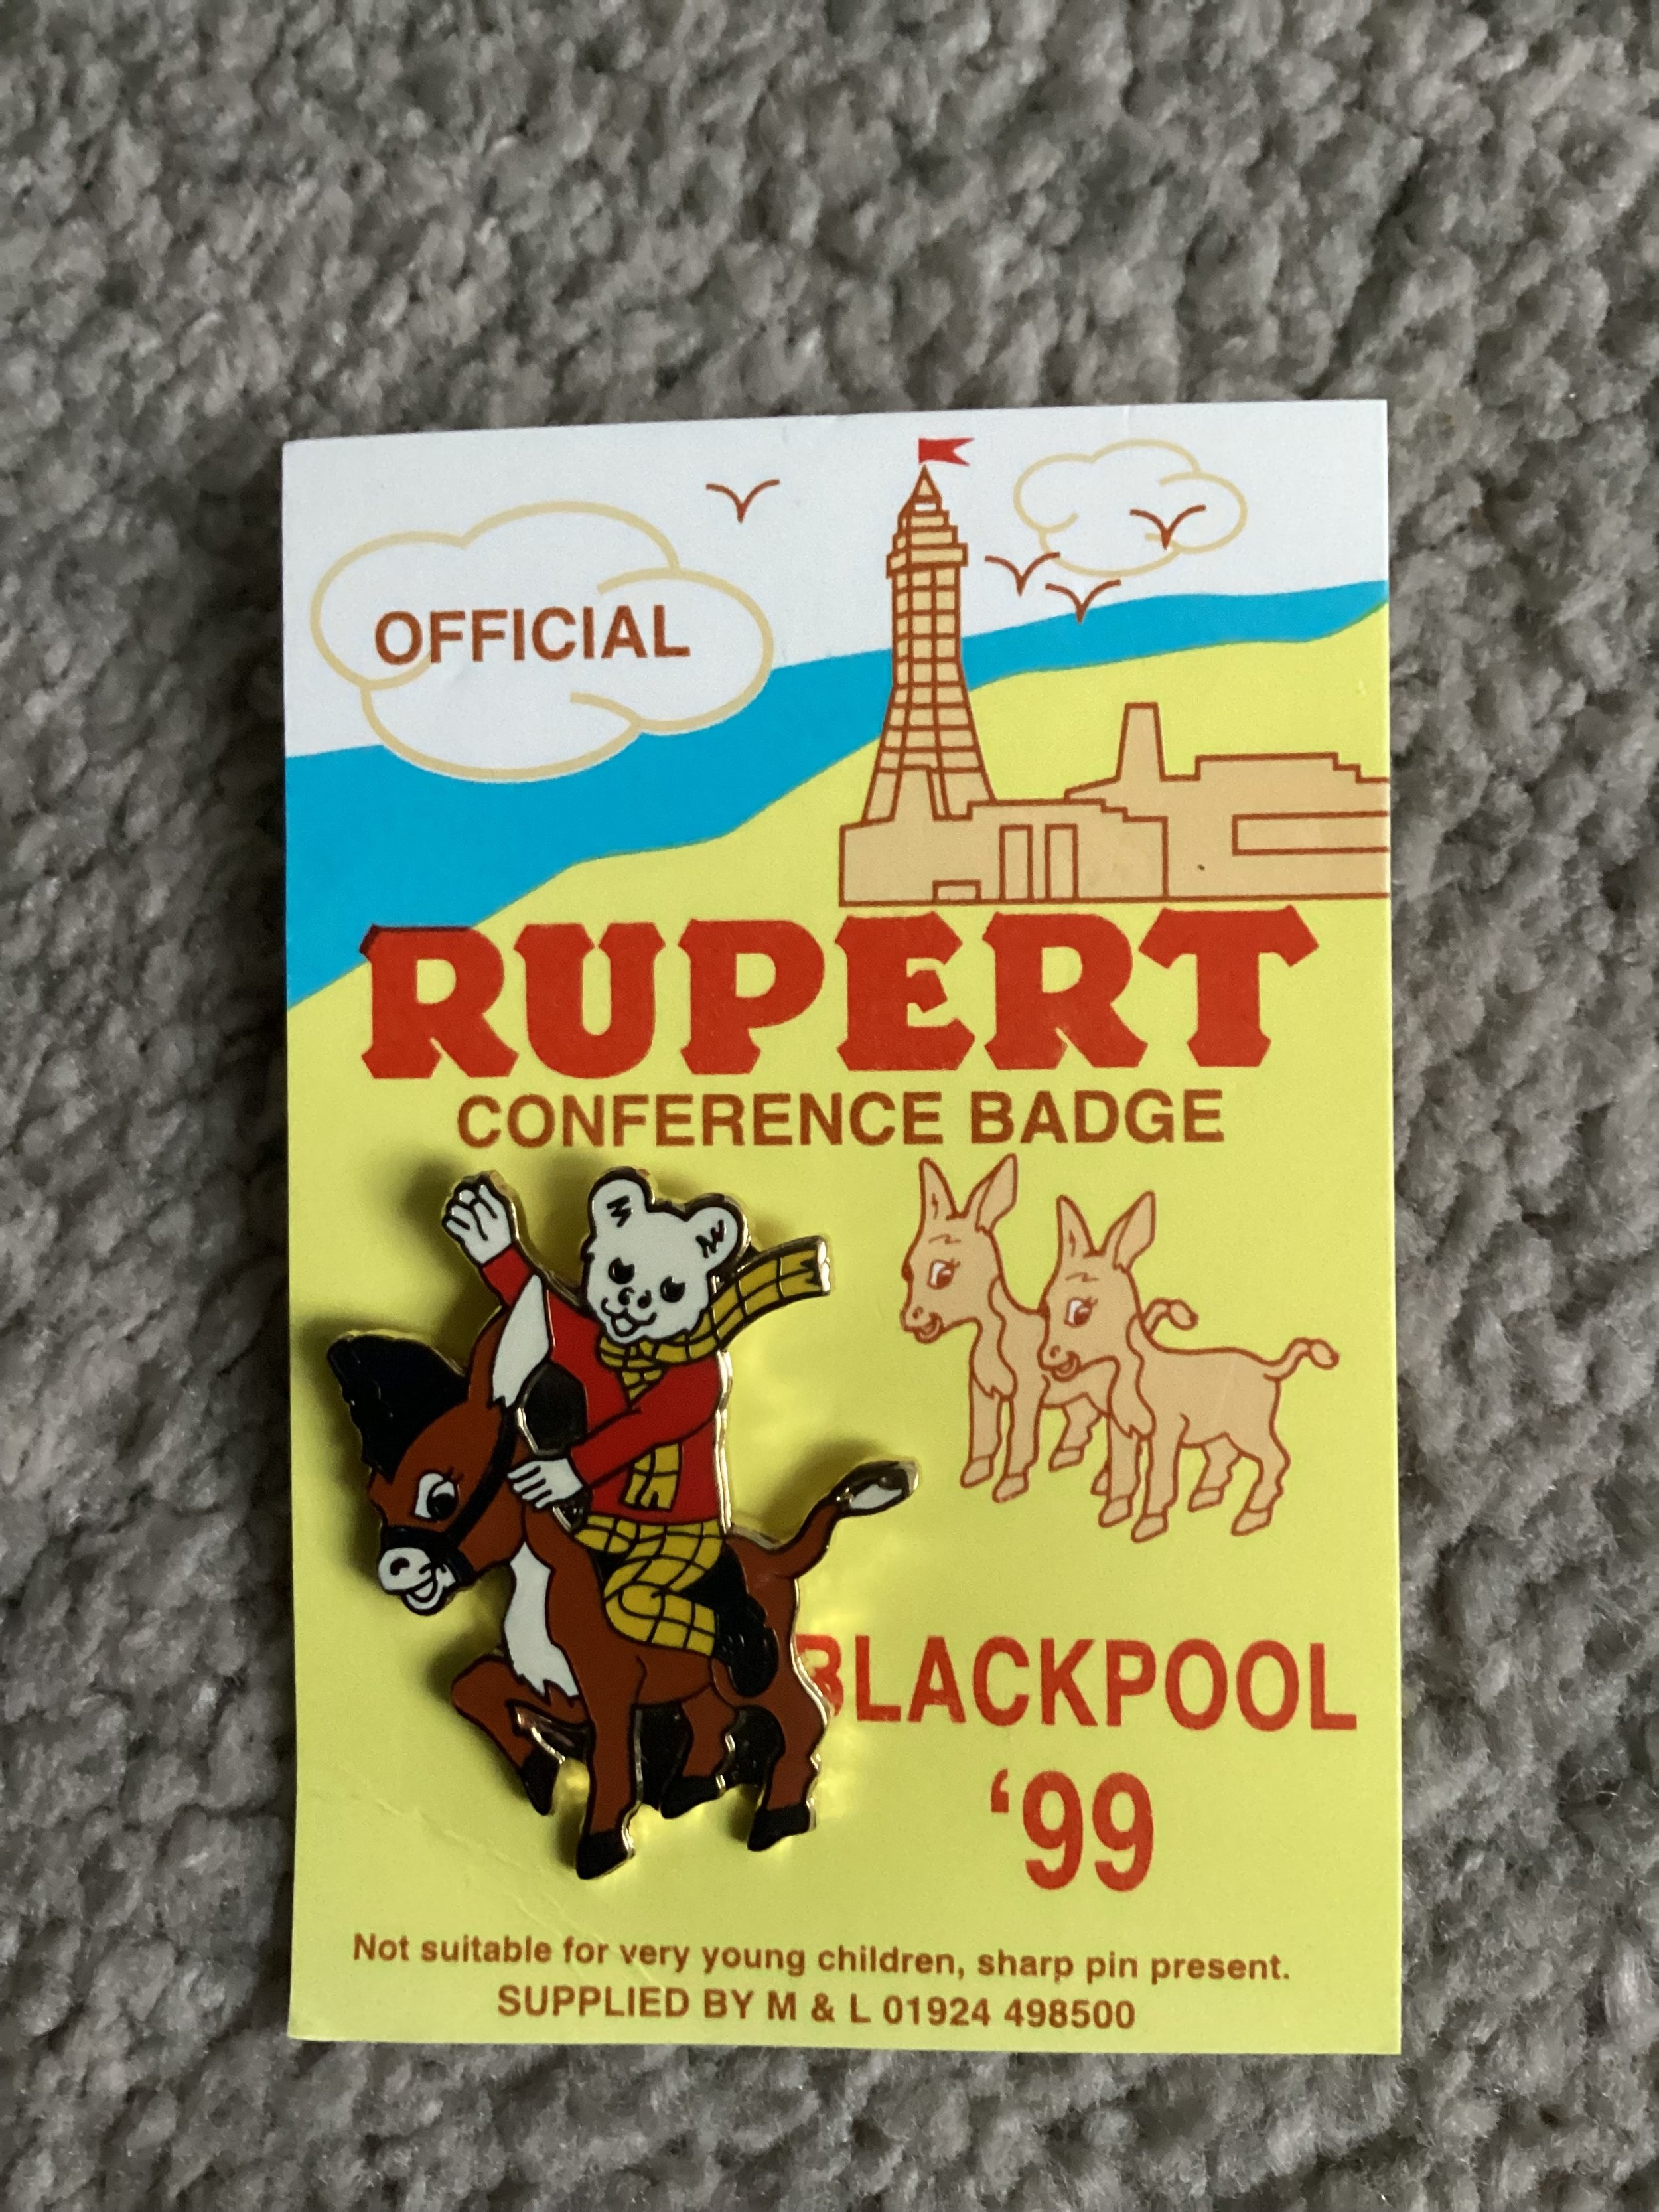 OFFICIAL
RUPERT
CONFERENCE BADGE
BLACKPOOL
‘99
Not suitable for very young children, sharp pin present.
SUPPLIED BY M & L 01924 498500